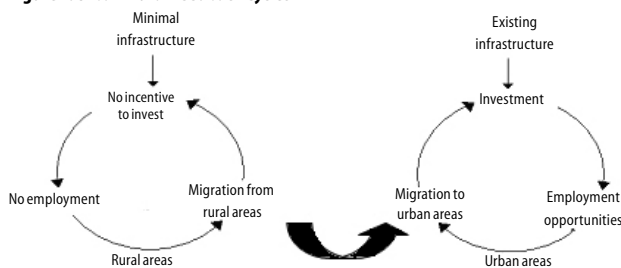 Minimal
infrastructure
No incentive
to invest
No employment
Migration from
rural areas
Rural areas
Existing
infrastructure
Investment
Migration to
urban areas
Employment
opportunities
Urban areas